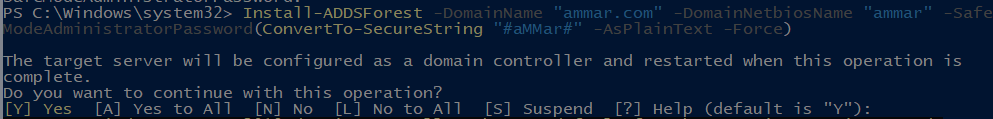 PS C:\Windows\system32> Install-ADDSForest -DomainName "ammar.com" -DomainNetbiosName "ammar" -Safe
ModeAdministratorPassword(ConvertTo-SecureString "#aMMar#" -AsPlainText -Force)
The target server will be configured as a domain controller and restarted when this operation is
complete.
Do you want to continue with this operation?
[Y] Yes  [A] Yes to All  [N] No  [L] No to All  [S] Suspend  [?] Help (default is "Y"):